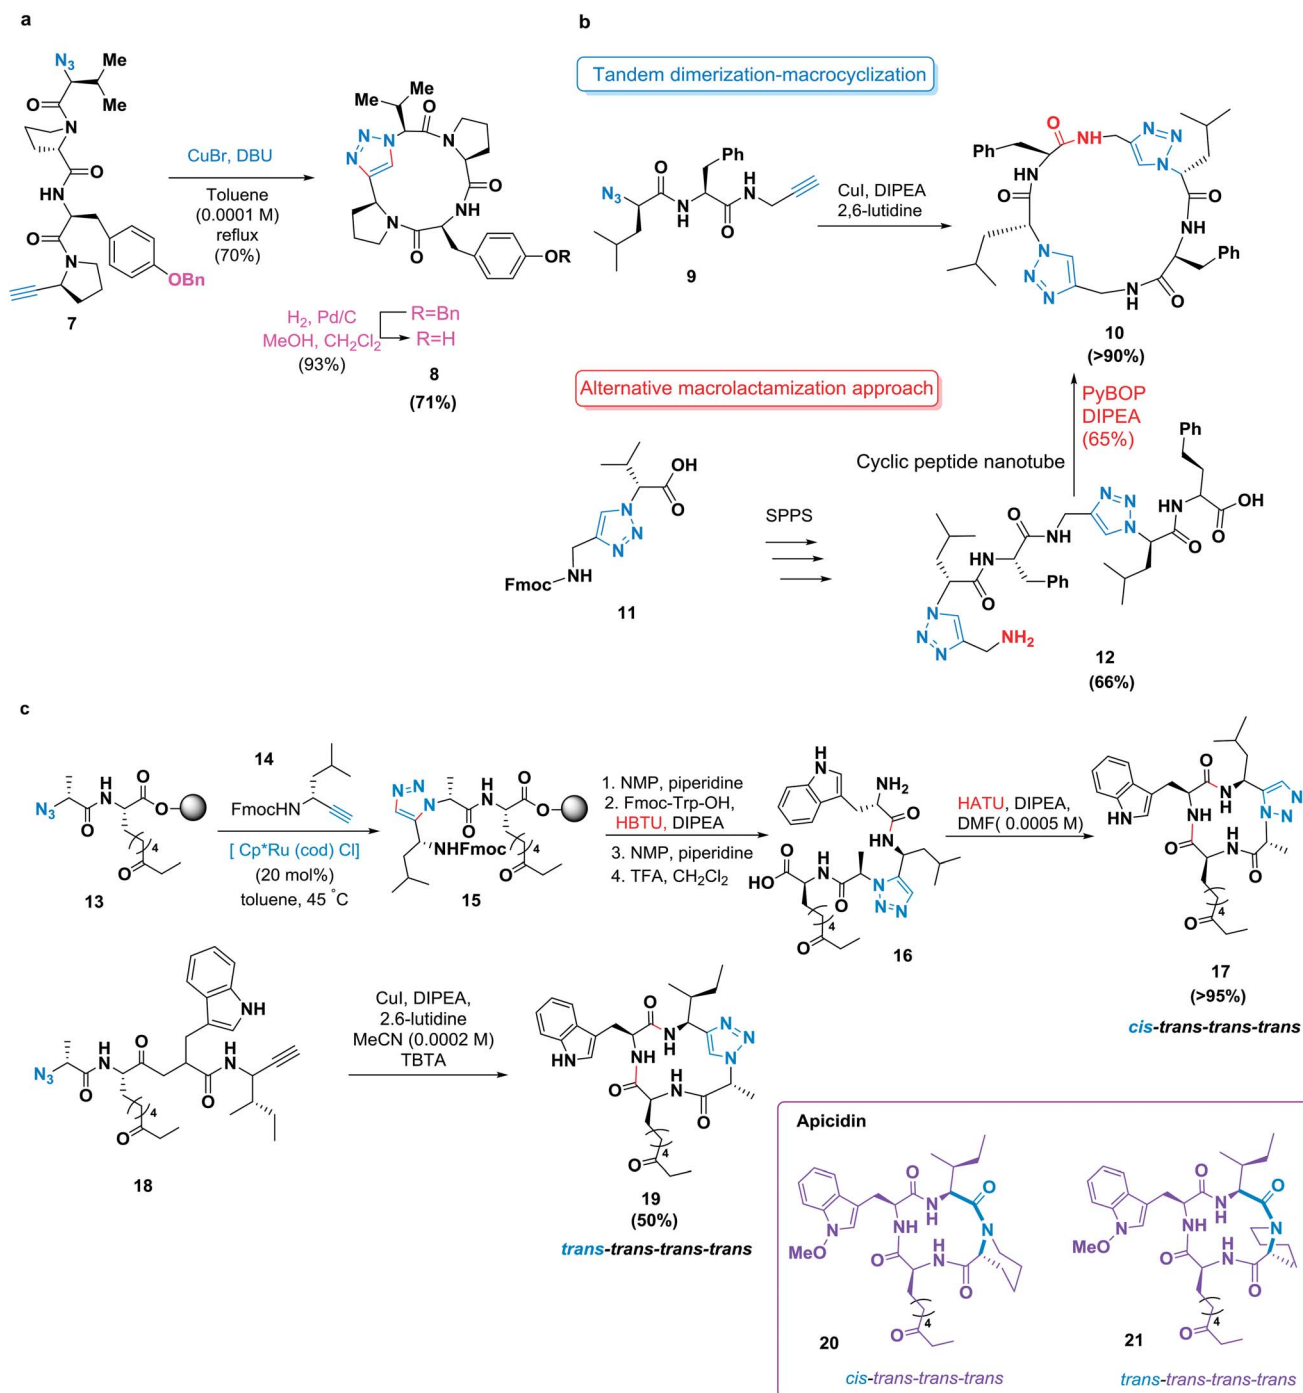 a
N3
Me
Me
O
N
O
HN
O
N
OBn
7
CuBr, DBU
Toluene
(0.0001 M)
reflux
(70%)
Me
Me
O
N
N
N
N
O
N
O
NH
OR
H2, Pd/C
MeOH, CH2Cl2
(93%)
R=Bn
R=H
8
(71%)
b
Tandem dimerization-macrocyclization
N3
O
N
H
Ph
O
H
N
9
CuI, DIPEA
2,6-lutidine
O
NH
N
N
N
Ph
HN
O
O
NH
Ph
N
N
N
N
H
O
10
(>90%)
Alternative macrolactamization approach
PyBOP
DIPEA
(65%)
Cyclic peptide nanotube
OH
O
N
N
N
NH
Fmoc
11
SPPS
Ph
N
N
N
H
N
OH
O
O
O
N
H
H
N
O
Ph
N
N
N
NH2
12
(66%)
c
N3
H
N
O
O
O
4
O
13
14
FmocHN
[ Cp*Ru (cod) Cl]
(20 mol%)
toluene, 45 °C
N
N
N
H
N
O
O
O
NHFmoc
4
O
15
1. NMP, piperidine
2. Fmoc-Trp-OH,
HBTU, DIPEA
3. NMP, piperidine
4. TFA, CH2Cl2
H
N
NH2
O
HN
O
HO
H
N
O
N
N
N
4
O
16
HATU, DIPEA,
DMF( 0.0005 M)
O
H
N
N
H
NH
N
N
N
O
H
N
O
4
O
17
(>95%)
cis-trans-trans-trans
N3
O
H
N
O
O
H
N
NH
4
O
18
CuI, DIPEA,
2.6-lutidine
MeCN (0.0002 M)
TBTA
O
N
H
N
H
NH
N
N
N
O
H
N
O
4
O
19
(50%)
trans-trans-trans-trans
Apicidin
O
N
H
O
N
MeO
NH
N
O
H
N
O
4
O
20
cis-trans-trans-trans
O
N
H
O
N
MeO
NH
N
O
H
N
O
4
O
21
trans-trans-trans-trans